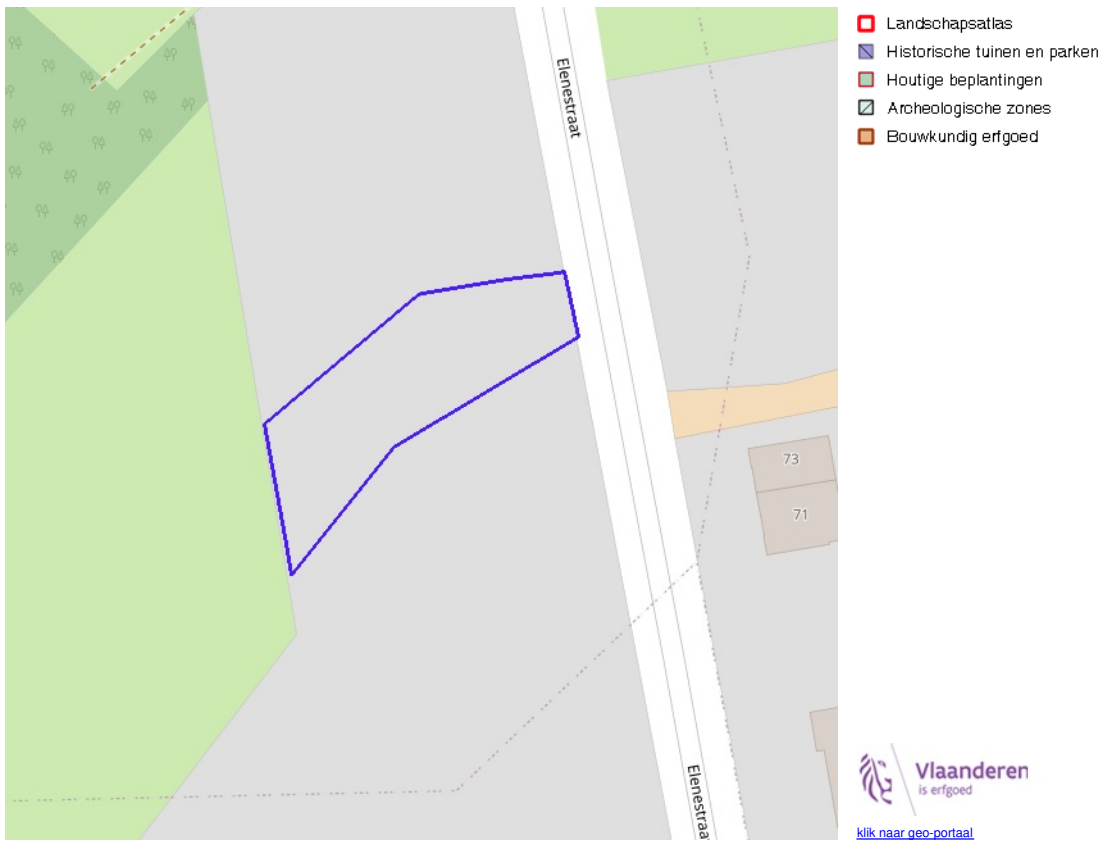 Elenestraat
73
71
Elenestraa
Landschapsatlas
Historische tuinen en parken
Houtige beplantingen
Archeologische zones
Bouwkundig erfgoed
Vlaanderen
is erfgoed
klik naar geo-portaal